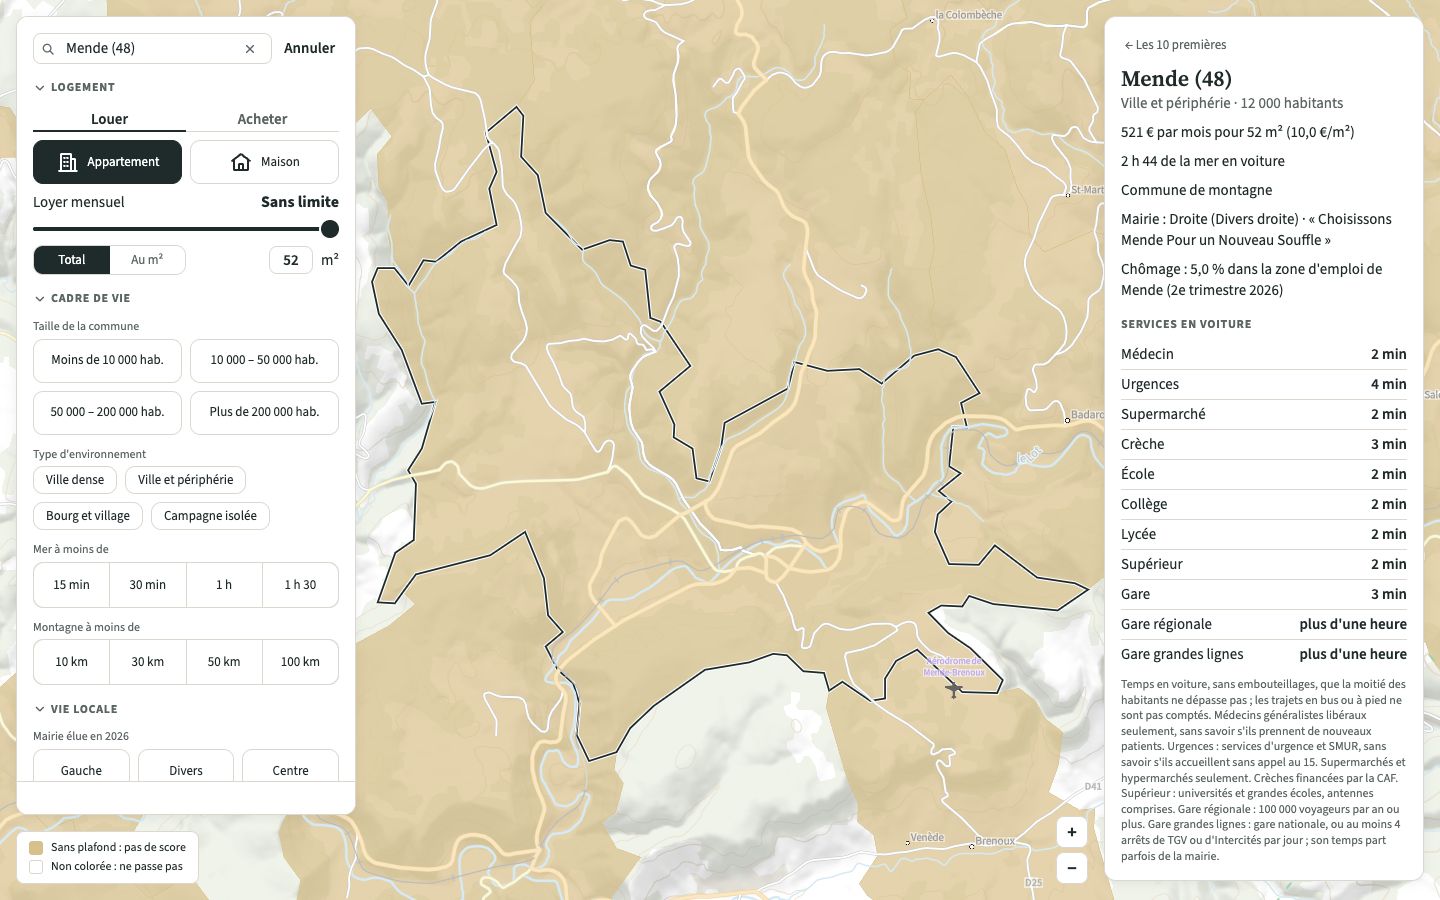 Mende (48)
Annuler
LOGEMENT
Louer
Acheter
Appartement
Maison
Loyer mensuel
Sans limite
Total
Au m²
52
m²
CADRE DE VIE
Taille de la commune
Moins de 10 000 hab.
10 000 – 50 000 hab.
50 000 – 200 000 hab.
Plus de 200 000 hab.
Type d'environnement
Ville dense
Ville et périphérie
Bourg et village
Campagne isolée
Mer à moins de
15 min
30 min
1 h
1 h 30
Montagne à moins de
10 km
30 km
50 km
100 km
VIE LOCALE
Mairie élue en 2026
Gauche
Divers
Centre
Sans plafond : pas de score
Non colorée : ne passe pas
la Colombèche
St-Mart
Badar
le Lot
Aérodrome de
Mende-Brenoux
Venède
Brenoux
D41
D25
+
−
← Les 10 premières
Mende (48)
Ville et périphérie · 12 000 habitants
521 € par mois pour 52 m² (10,0 €/m²)
2 h 44 de la mer en voiture
Commune de montagne
Mairie : Droite (Divers droite) · « Choisissons
Mende Pour un Nouveau Souffle »
Chômage : 5,0 % dans la zone d'emploi de
Mende (2e trimestre 2026)
SERVICES EN VOITURE
Médecin 2 min
Urgences 4 min
Supermarché 2 min
Crèche 3 min
École 2 min
Collège 2 min
Lycée 2 min
Supérieur 2 min
Gare 3 min
Gare régionale plus d'une heure
Gare grandes lignes plus d'une heure
Temps en voiture, sans embouteillages, que la moitié des
habitants ne dépasse pas ; les trajets en bus ou à pied ne
sont pas comptés. Médecins généralistes libéraux
seulement, sans savoir s'ils prennent de nouveaux
patients. Urgences : services d'urgence et SMUR, sans
savoir s'ils accueillent sans appel au 15. Supermarchés et
hypermarchés seulement. Crèches financées par la CAF.
Supérieur : universités et grandes écoles, antennes
comprises. Gare régionale : 100 000 voyageurs par an ou
plus. Gare grandes lignes : gare nationale, ou au moins 4
arrêts de TGV ou d'Intercités par jour ; son temps part
parfois de la mairie.